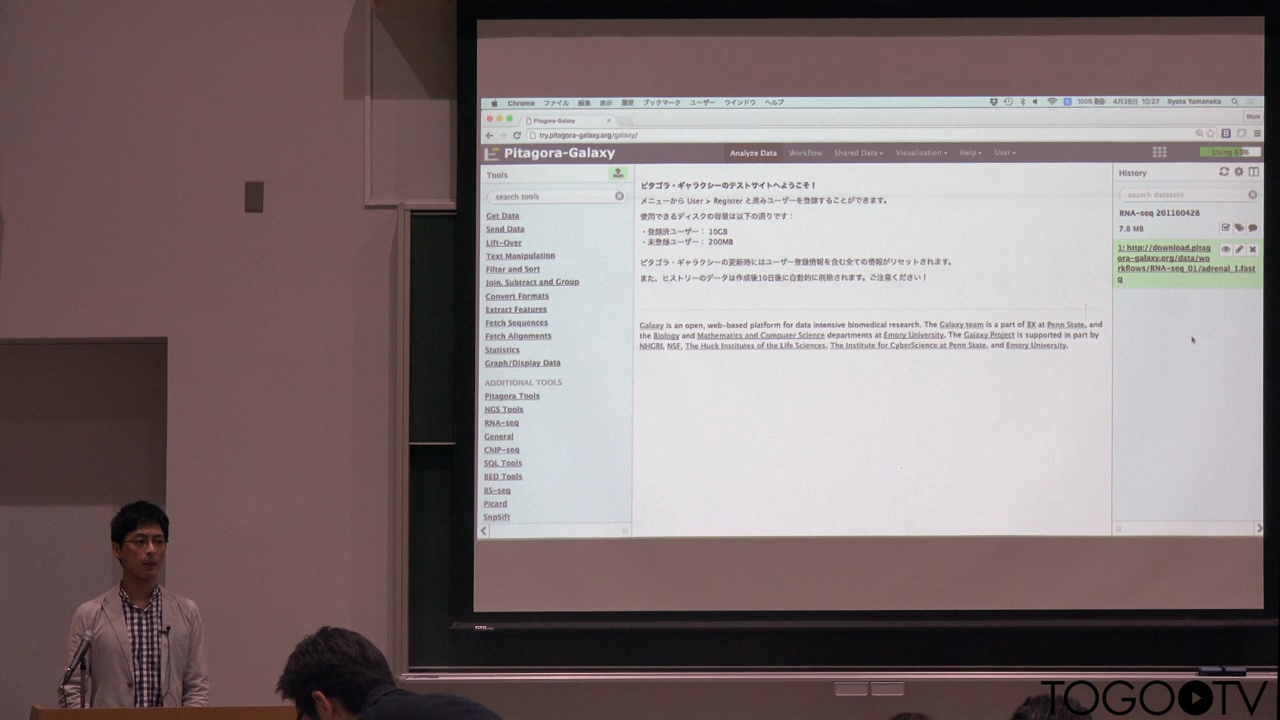 Chrome ファイル 編集 表示 履歴 ブックマーク ユーザー ウインドウ ヘルプ 100% 4月28日 10:27 Ryota Yamanaka
Pitagora-Galaxy
Work
try.pitagora-galaxy.org/galaxy/
Pitagora-Galaxy Analyze Data Workflow Shared Data Visualization Help User Using 69%
Tools
search tools
Get Data
Send Data
Lift-Over
Text Manipulation
Filter and Sort
Join, Subtract and Group
Convert Formats
Extract Features
Fetch Sequences
Fetch Alignments
Statistics
Graph/Display Data
ADDITIONAL TOOLS
Pitagora Tools
NGS Tools
RNA-seq
General
ChIP-seq
SQL Tools
BED Tools
BS-seq
Picard
SnpSift
ピタゴラ・ギャラクシーのテストサイトへようこそ！
メニューから User > Register と進みユーザーを登録することができます。
使用できるディスクの容量は以下の通りです：
・登録済ユーザー： 10GB
・未登録ユーザー： 200MB
ピタゴラ・ギャラクシーの更新時にはユーザー登録情報を含む全ての情報がリセットされます。
また、ヒストリーのデータは作成後10日後に自動的に削除されます。ご注意ください！
Galaxy is an open, web-based platform for data intensive biomedical research. The Galaxy team is a part of BX at Penn State, and
the Biology and Mathematics and Computer Science departments at Emory University. The Galaxy Project is supported in part by
NHGRI, NSF, The Huck Institutes of the Life Sciences, The Institute for CyberScience at Penn State, and Emory University.
History
search datasets
RNA-seq 201160428
7.8 MB
1: http://download.pitag
ora-galaxy.org/data/wo
rkflows/RNA-seq_01/adrenal_1.fast
q
TOGO TV